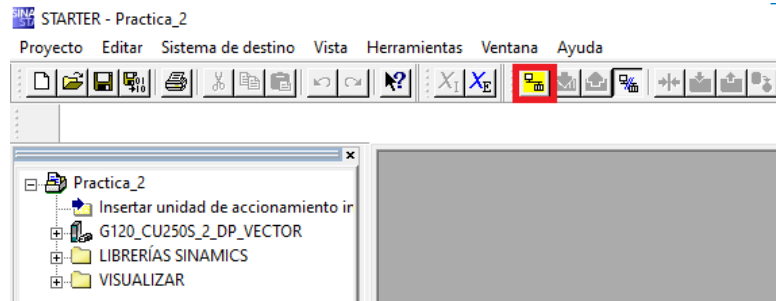 STARTER - Practica_2
Proyecto Editar Sistema de destino Vista Herramientas Ventana Ayuda
Practica_2
Insertar unidad de accionamiento in
G120_CU250S_2_DP_VECTOR
LIBRERÍAS SINAMICS
VISUALIZAR